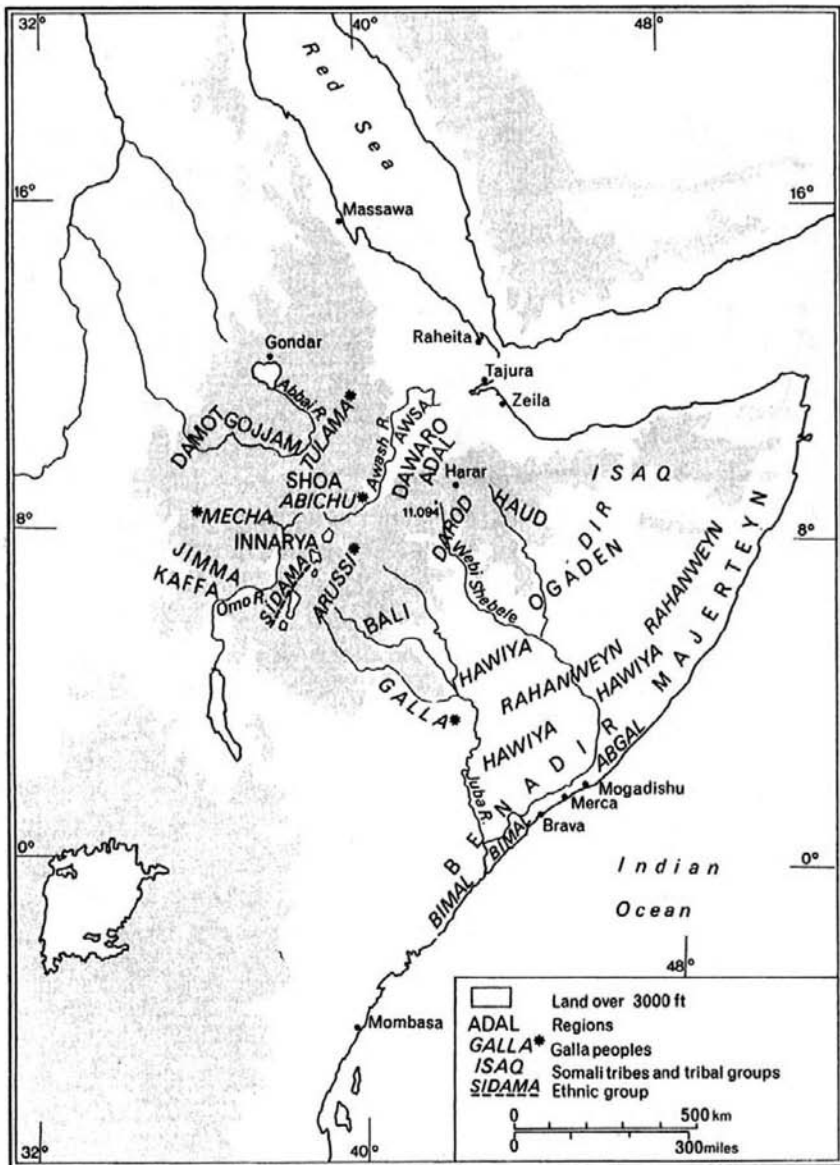 32°
40°
48°
Red Sea
16°
16°
Massawa
Raheita
Gondar
Tajura
Zeila
Abbai R.
DAMOT
GOJJAM
TULAMA*
Awash R.
AWSA
DAWARO
ADAL
ISAQ
SHOA
ABICHU*
Harar
HAUD
11.094
DAROD
DIR
8°
*MECHA
8°
INNARYA
OGADEN
MAJERTEYN
JIMMA
KAFFA
Omo R.
SIDAMA
ARUSSI*
Webi Shebele
RAHANWEYN
BALI
HAWIYA
RAHANWEYN
HAWIYA
GALLA*
HAWIYA
ABGAL
BENADIR
Juba R.
Mogadishu
Merca
Brava
BIMAL
BIMAL
0°
0°
Indian
Ocean
48°
Mombasa
Land over 3000 ft
ADAL Regions
GALLA* Galla peoples
ISAQ Somali tribes and tribal groups
SIDAMA Ethnic group
0 500 km
0 300miles
32°
40°